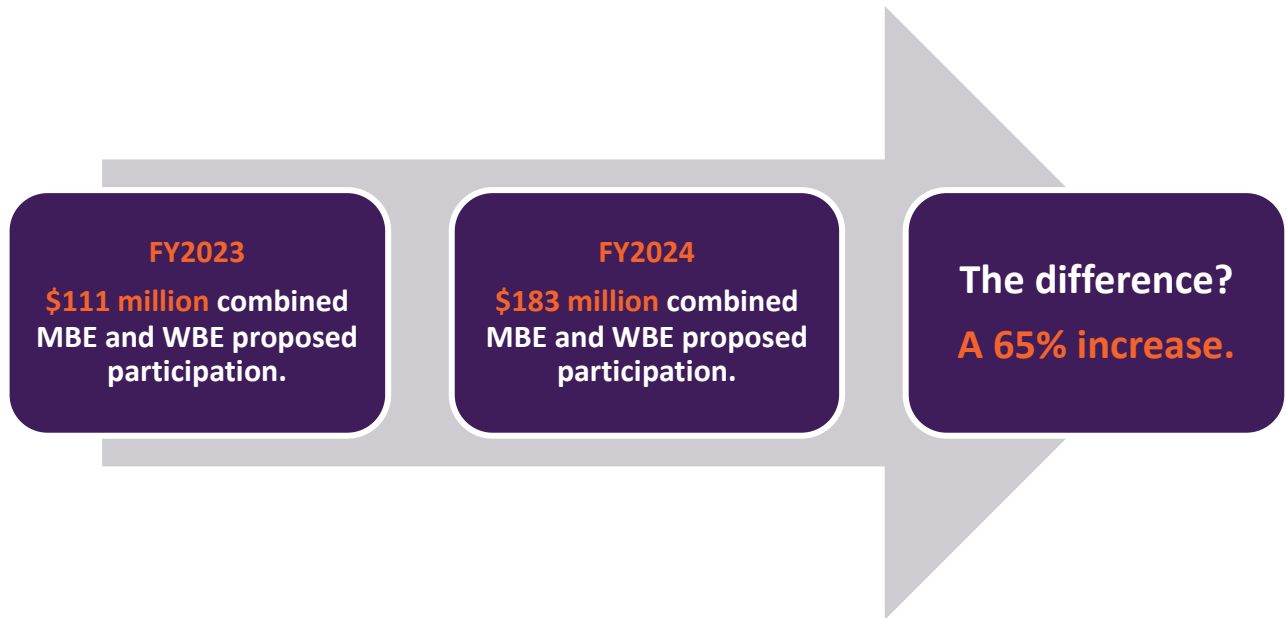 FY2023
$111 million combined
MBE and WBE proposed
participation.
FY2024
$183 million combined
MBE and WBE proposed
participation.
The difference?
A 65% increase.